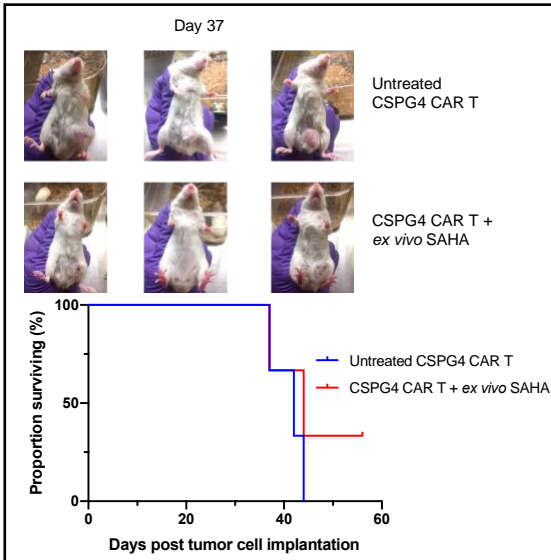 Day 37
Untreated
CSPG4 CAR T
CSPG4 CAR T +
ex vivo SAHA
Proportion surviving (%)
100
50
0
0
20
40
60
Days post tumor cell implantation
Untreated CSPG4 CAR T
CSPG4 CAR T + ex vivo SAHA